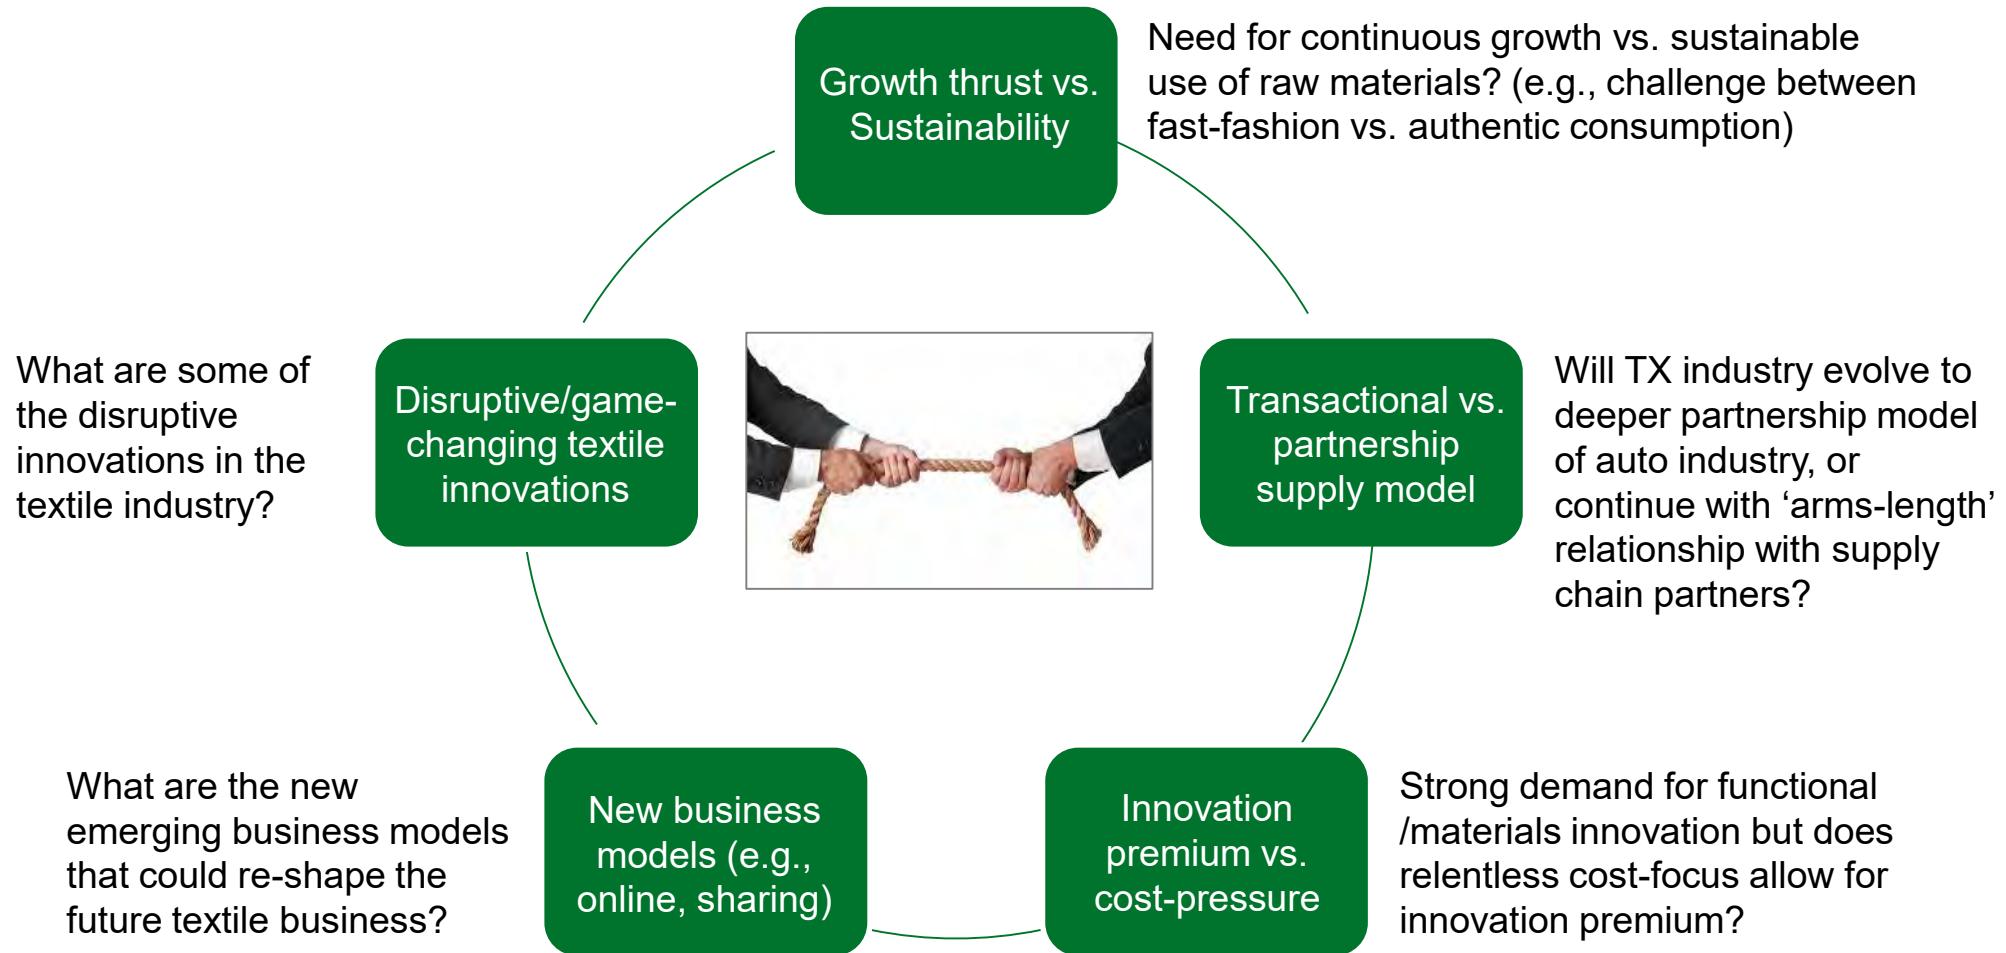 Growth thrust vs.
Sustainability
Need for continuous growth vs. sustainable
use of raw materials? (e.g., challenge between
fast-fashion vs. authentic consumption)
Transactional vs.
partnership
supply model
Will TX industry evolve to
deeper partnership model
of auto industry, or
continue with ‘arms-length’
relationship with supply
chain partners?
Innovation
premium vs.
cost-pressure
Strong demand for functional
/materials innovation but does
relentless cost-focus allow for
innovation premium?
New business
models (e.g.,
online, sharing)
What are the new
emerging business models
that could re-shape the
future textile business?
Disruptive/game-
changing textile
innovations
What are some of
the disruptive
innovations in the
textile industry?